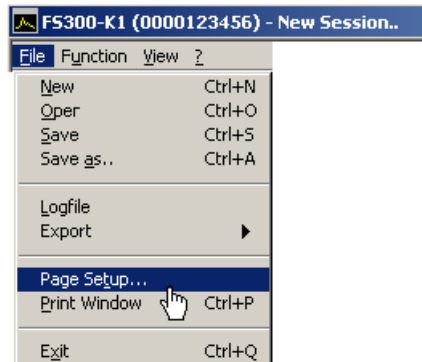 FS300-K1 (0000123456) - New Session..
File Function View ?
New Ctrl+N
Oper Ctrl+O
Save Ctrl+S
Save as.. Ctrl+A
Logfile
Export
Page Setup...
Print Window Ctrl+P
Exit Ctrl+Q